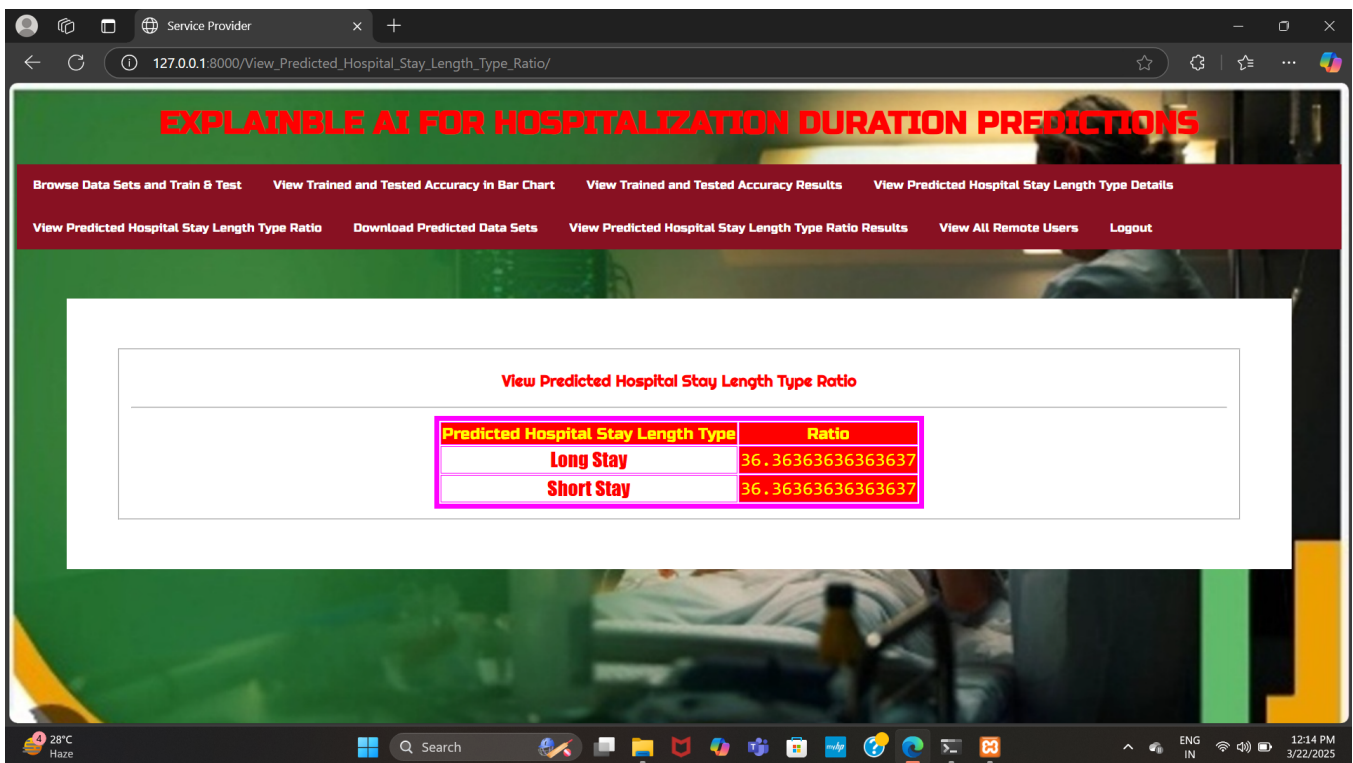 Service Provider
127.0.0.1:8000/View_Predicted_Hospital_Stay_Length_Type_Ratio/
EXPLAINBLE AI FOR HOSPITALIZATION DURATION PREDICTIONS
Browse Data Sets and Train & Test View Trained and Tested Accuracy in Bar Chart View Trained and Tested Accuracy Results View Predicted Hospital Stay Length Type Details
View Predicted Hospital Stay Length Type Ratio Download Predicted Data Sets View Predicted Hospital Stay Length Type Ratio Results View All Remote Users Logout
View Predicted Hospital Stay Length Type Ratio
Predicted Hospital Stay Length Type Ratio
Long Stay 36.36363636363637
Short Stay 36.36363636363637
4 28°C
Haze
Search
myhp
ENG
IN
12:14 PM
3/22/2025